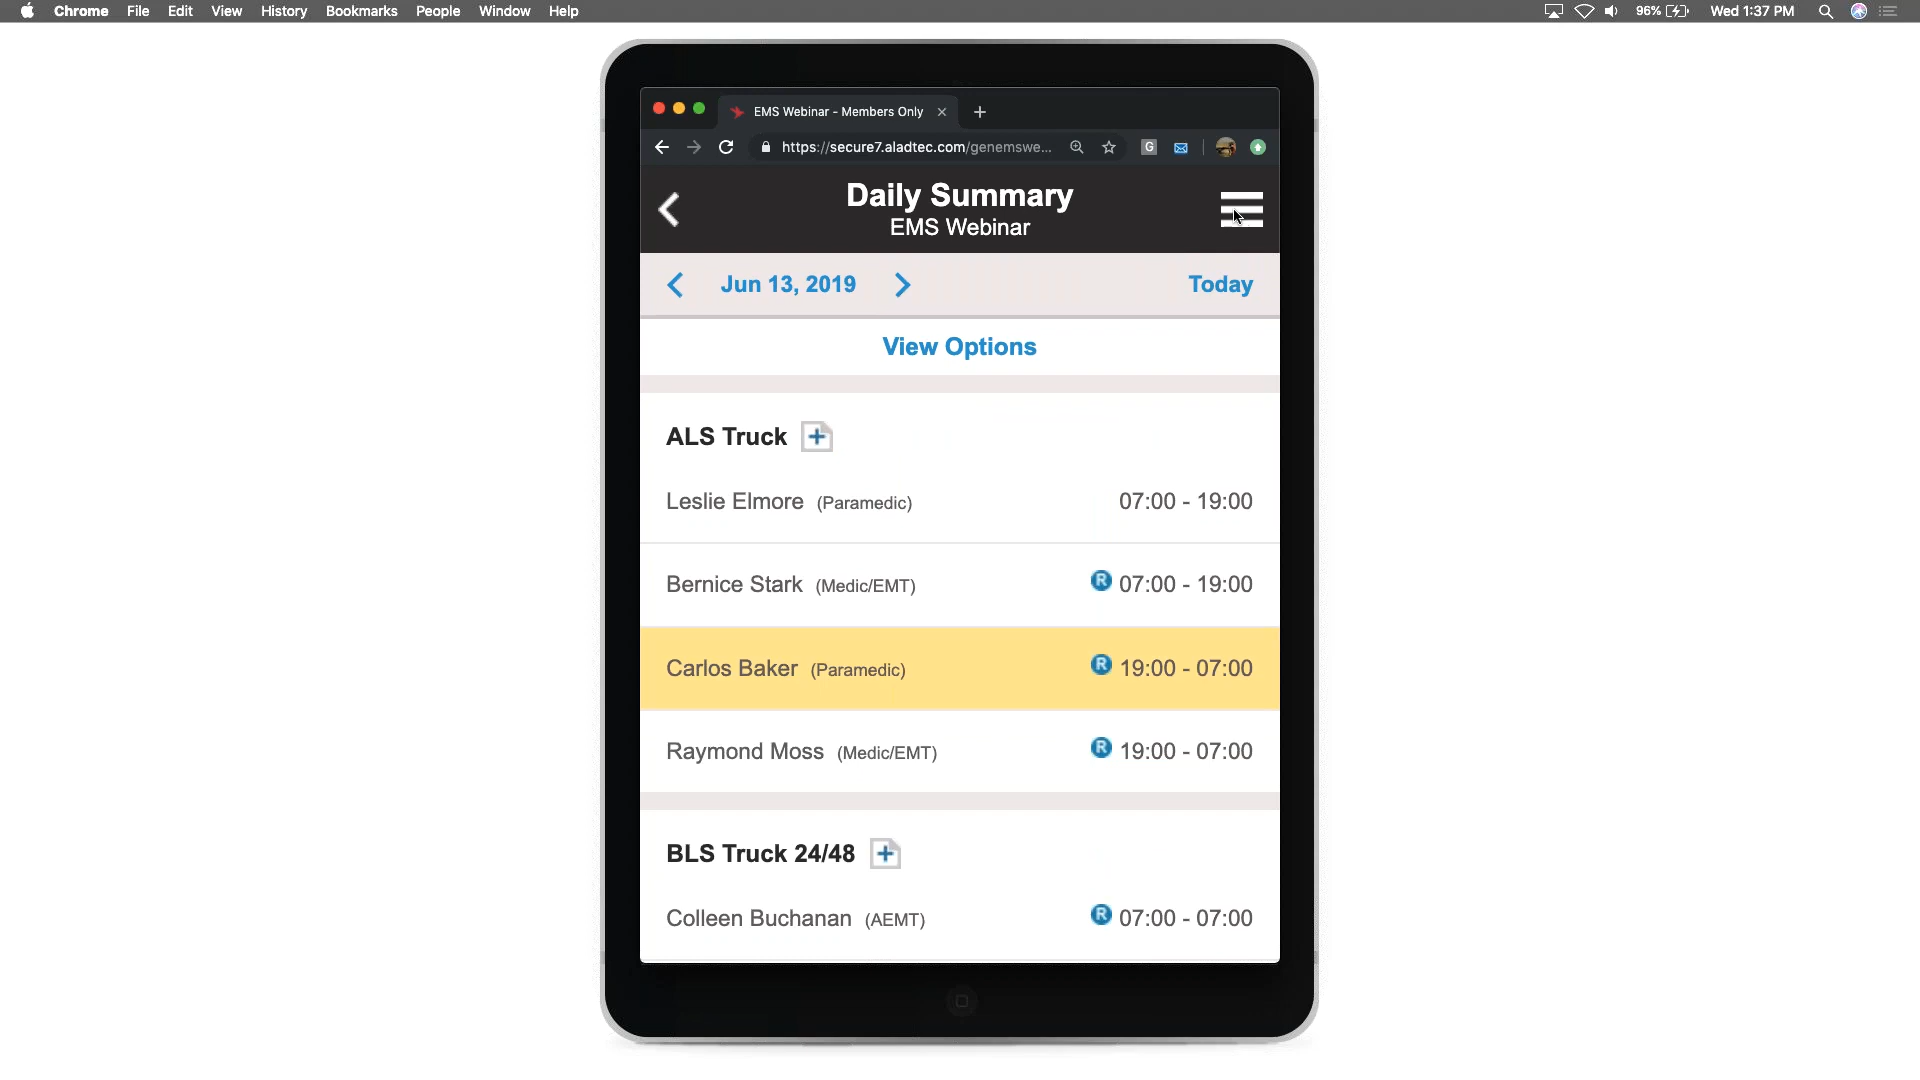 Chrome File Edit View History Bookmarks People Window Help 96% Wed 1:37 PM
EMS Webinar - Members Only
https://secure7.aladtec.com/genemswe... G
Daily Summary
EMS Webinar
Jun 13, 2019 Today
View Options
ALS Truck
Leslie Elmore (Paramedic) 07:00 - 19:00
Bernice Stark (Medic/EMT) R 07:00 - 19:00
Carlos Baker (Paramedic) R 19:00 - 07:00
Raymond Moss (Medic/EMT) R 19:00 - 07:00
BLS Truck 24/48
Colleen Buchanan (AEMT) R 07:00 - 07:00